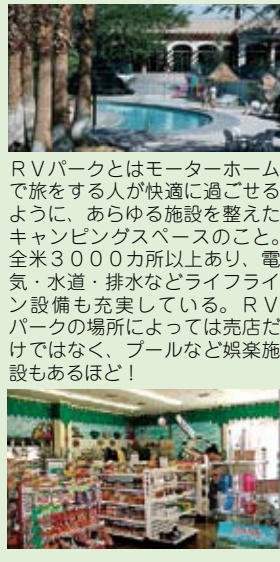 ＲＶパークとはモーターホーム
で旅をする人が快適に過ごせる
ように、あらゆる施設を整えた
キャンピングスペースのこと。
全米３０００カ所以上あり、電
気・水道・排水などライフライ
ン設備も充実している。ＲＶ
パークの場所によっては売店だ
けではなく、プールなど娯楽施
設もあるほど！